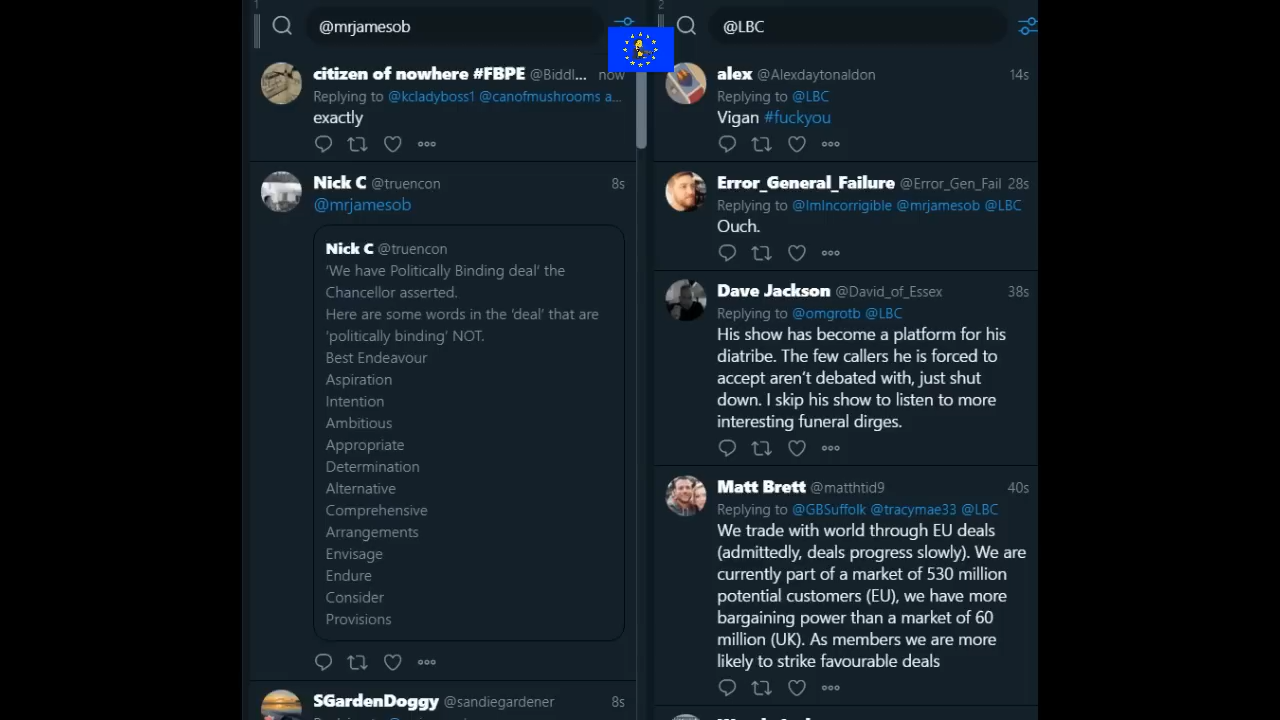 1
@mrjamesob
citizen of nowhere #FBPE @Biddl... now
Replying to @kcladyboss1 @canofmushrooms a...
exactly
Nick C @truencon 8s
@mrjamesob
Nick C @truencon
'We have Politically Binding deal' the
Chancellor asserted.
Here are some words in the 'deal' that are
'politically binding' NOT.
Best Endeavour
Aspiration
Intention
Ambitious
Appropriate
Determination
Alternative
Comprehensive
Arrangements
Envisage
Endure
Consider
Provisions
SGardenDoggy @sandiegardener 8s
2
@LBC
alex @Alexdaytonaldon 14s
Replying to @LBC
Vigan #fuckyou
Error_General_Failure @Error_Gen_Fail 28s
Replying to @ImIncorrigible @mrjamesob @LBC
Ouch.
Dave Jackson @David_of_Essex 38s
Replying to @omgrotb @LBC
His show has become a platform for his
diatribe. The few callers he is forced to
accept aren't debated with, just shut
down. I skip his show to listen to more
interesting funeral dirges.
Matt Brett @matthtid9 40s
Replying to @GBSuffolk @tracymae33 @LBC
We trade with world through EU deals
(admittedly, deals progress slowly). We are
currently part of a market of 530 million
potential customers (EU), we have more
bargaining power than a market of 60
million (UK). As members we are more
likely to strike favourable deals